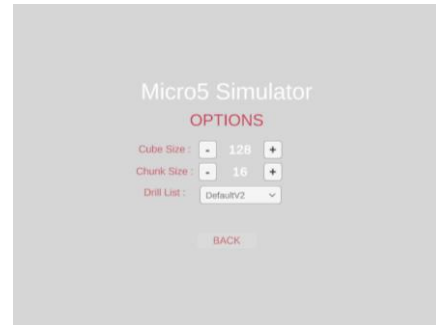 Micro5 Simulator
OPTIONS
Cube Size : - 128 +
Chunk Size : - 16 +
Drill List : DefaultV2
BACK